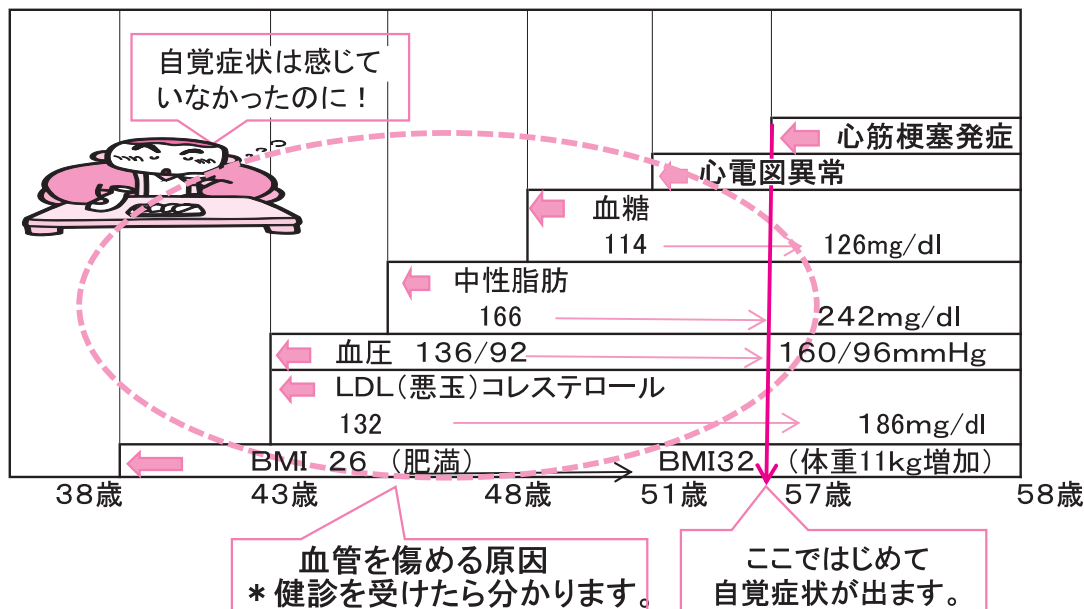 自覚症状は感じて
いなかったのに！
心筋梗塞発症
心電図異常
血糖
114 126mg/dl
中性脂肪
166 242mg/dl
血圧 136/92 160/96mmHg
LDL(悪玉)コレステロール
132 186mg/dl
BMI 26 (肥満) BMI32 (体重11kg増加)
38歳 43歳 48歳 51歳 57歳 58歳
血管を傷める原因
＊健診を受けたら分かります。
ここではじめて
自覚症状が出ます。